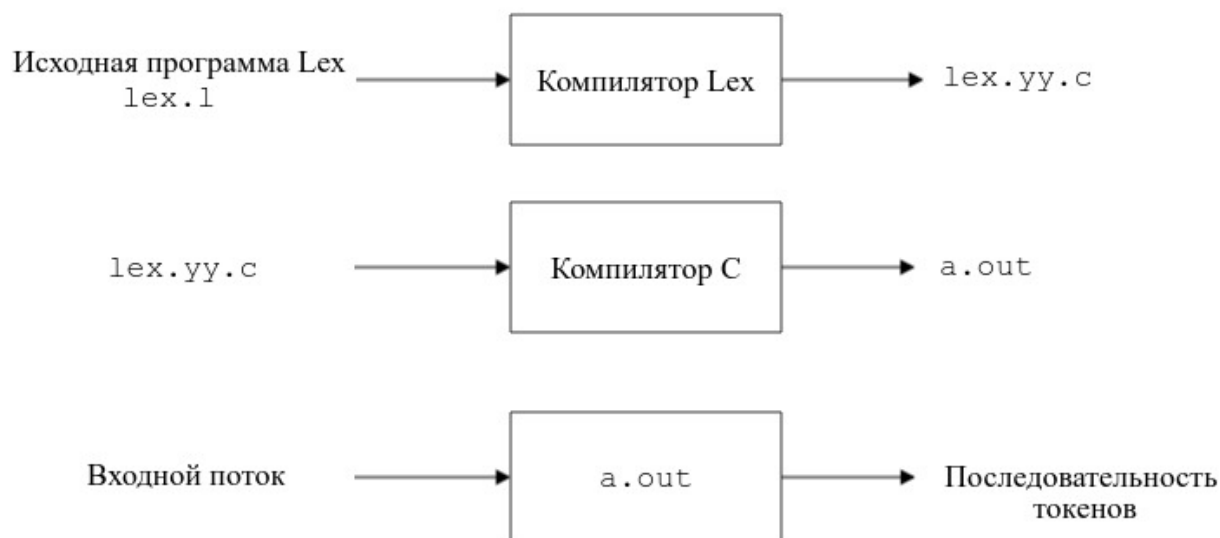 Исходная программа Lex
lex.l
Компилятор Lex
lex.yy.c
lex.yy.c
Компилятор C
a.out
Входной поток
a.out
Последовательность
токенов